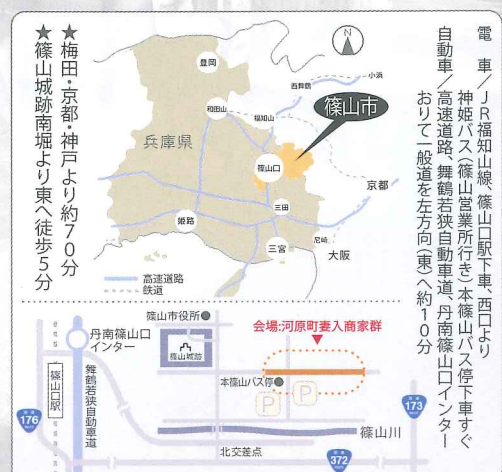 電　車／JR福知山線、篠山口駅下車、西口より
神姫バス（篠山営業所行き）本篠山バス停下車すぐ
自動車／高速道路、舞鶴若狭自動車道、丹南篠山口インター
おりて一般道を左方向（東）へ約10分
★梅田・京都・神戸より約70分
★篠山城跡南堀より東へ徒歩5分
N
豊岡
小浜
西舞鶴
和田山
福知山
篠山市
兵庫県
篠山口
京都
三田
姫路
尼崎
大阪
三宮
高速道路
鉄道
篠山市役所
会場:河原町妻入商家群
丹南篠山口
インター
篠山城跡
本篠山バス停
篠山口駅
舞鶴若狭自動車道
P
P
国道
176
国道
173
篠山川
北交差点
国道
372